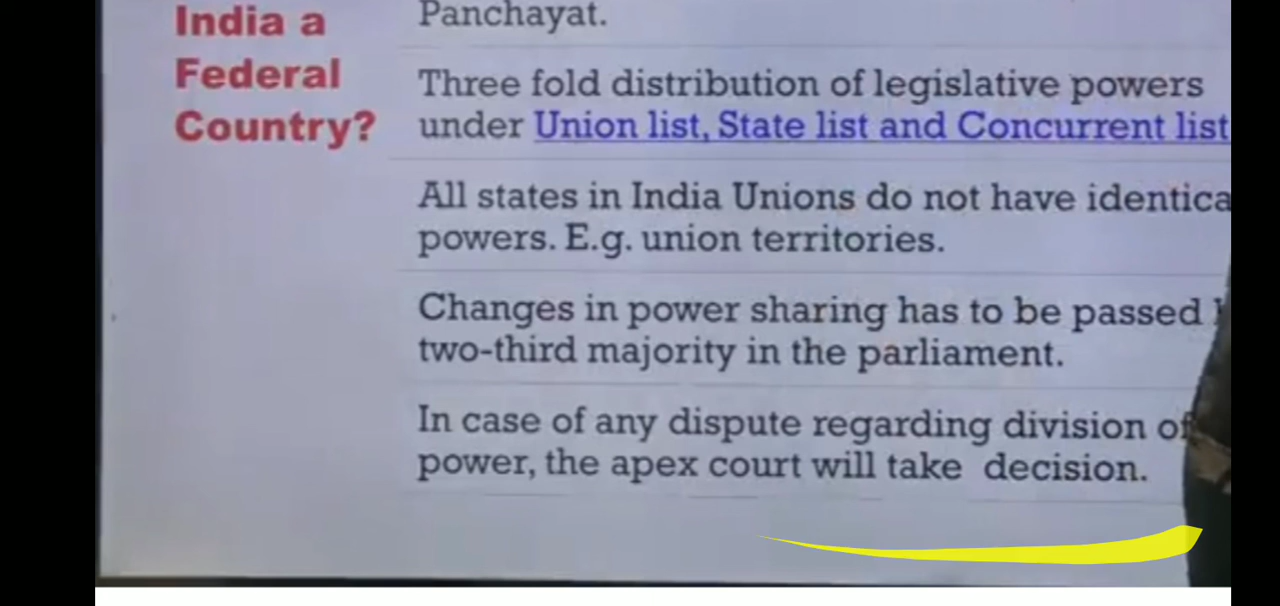 India a
Federal
Country?
Panchayat.
Three fold distribution of legislative powers
under Union list, State list and Concurrent list
All states in India Unions do not have
powers. E.g. union territories.
Changes in power sharing has to be passed
two-third majority in the parliament.
In case of any dispute regarding division of
power, the apex court will take decision.